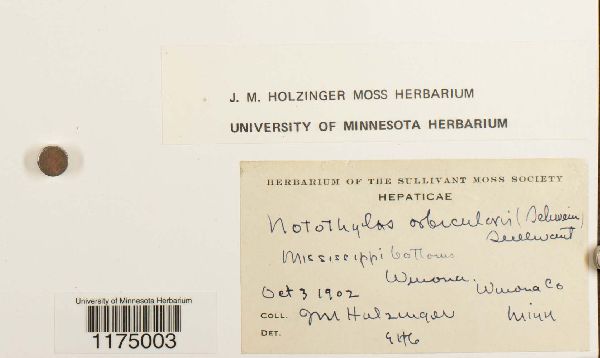 J. M. HOLZINGER MOSS HERBARIUM
UNIVERSITY OF MINNESOTA HERBARIUM
HERBARIUM OF THE SULLIVANT MOSS SOCIETY
HEPATICAE
Notothylas orbicularis (Schwein)
Sullivant
Mississippi bottoms
Winona, Winona Co
Oct 3 1902
COLL. J M Holzinger Minn
DET.
University of Minnesota Herbarium
1175003